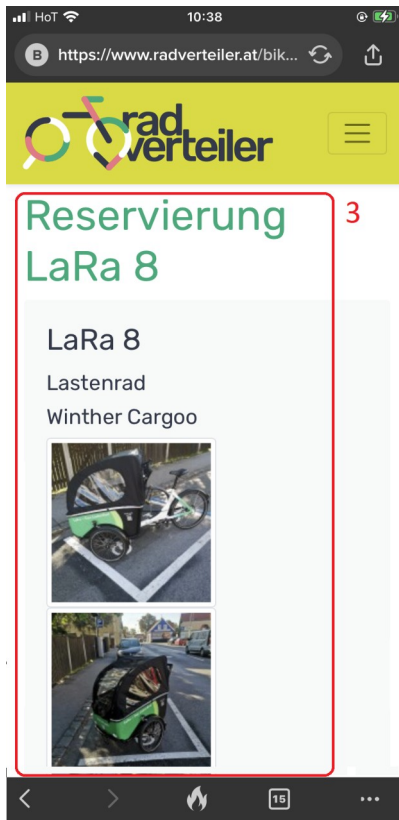 HoT
10:38
B https://www.radverteiler.at/bik...
rad
verteiler
Reservierung
LaRa 8
3
LaRa 8
Lastenrad
Winther Cargoo
15